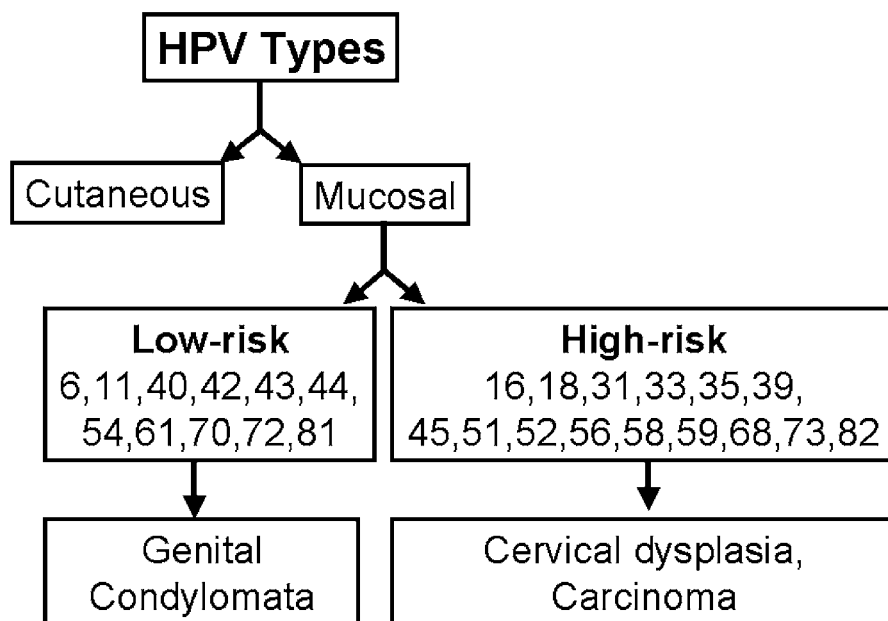 HPV Types
Cutaneous
Mucosal
Low-risk
6,11,40,42,43,44,
54,61,70,72,81
High-risk
16,18,31,33,35,39,
45,51,52,56,58,59,68,73,82
Genital
Condylomata
Cervical dysplasia,
Carcinoma